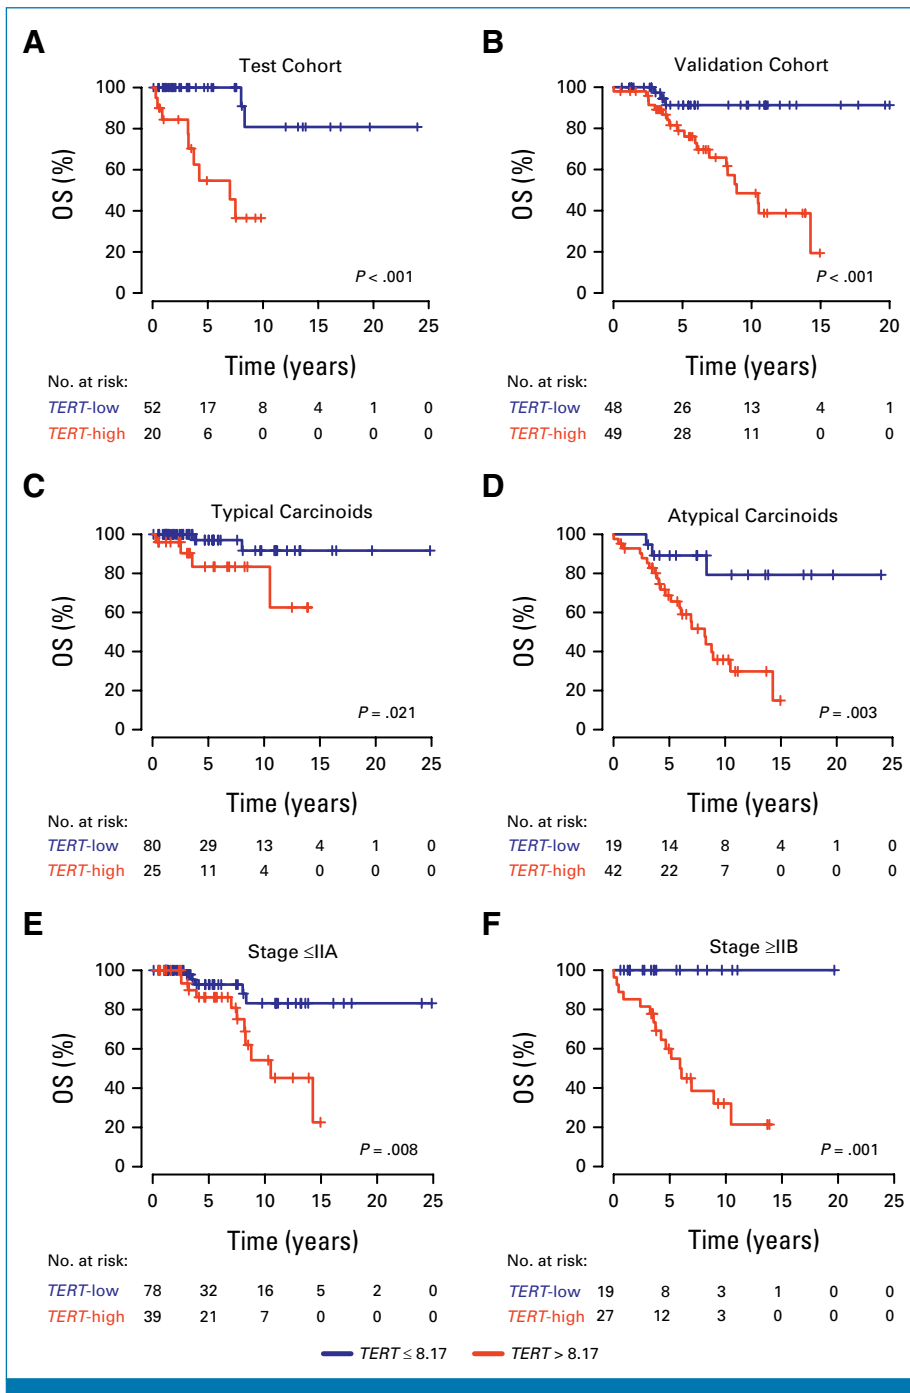 A
Test Cohort
100
80
60
40
20
0
OS (%)
P < .001
0 5 10 15 20 25
Time (years)
No. at risk:
TERT-low 52 17 8 4 1 0
TERT-high 20 6 0 0 0 0
B
Validation Cohort
100
80
60
40
20
0
OS (%)
P < .001
0 5 10 15 20
Time (years)
No. at risk:
TERT-low 48 26 13 4 1
TERT-high 49 28 11 0 0
C
Typical Carcinoids
100
80
60
40
20
0
OS (%)
P = .021
0 5 10 15 20 25
Time (years)
No. at risk:
TERT-low 80 29 13 4 1 0
TERT-high 25 11 4 0 0 0
D
Atypical Carcinoids
100
80
60
40
20
0
OS (%)
P = .003
0 5 10 15 20 25
Time (years)
No. at risk:
TERT-low 19 14 8 4 1 0
TERT-high 42 22 7 0 0 0
E
Stage ≤IIA
100
80
60
40
20
0
OS (%)
P = .008
0 5 10 15 20 25
Time (years)
No. at risk:
TERT-low 78 32 16 5 2 0
TERT-high 39 21 7 0 0 0
F
Stage ≥IIB
100
80
60
40
20
0
OS (%)
P = .001
0 5 10 15 20 25
Time (years)
No. at risk:
TERT-low 19 8 3 1 0 0
TERT-high 27 12 3 0 0 0
TERT ≤ 8.17 TERT > 8.17